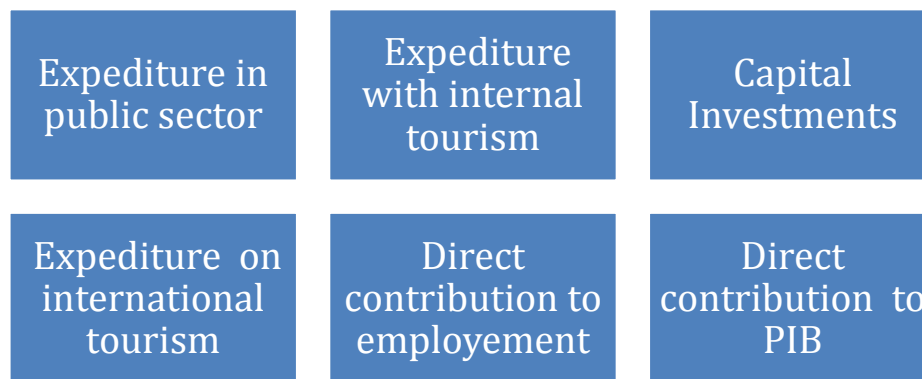 Expediture in
public sector
Expediture
with internal
tourism
Capital
Investments
Expediture on
international
tourism
Direct
contribution to
employement
Direct
contribution to
PIB